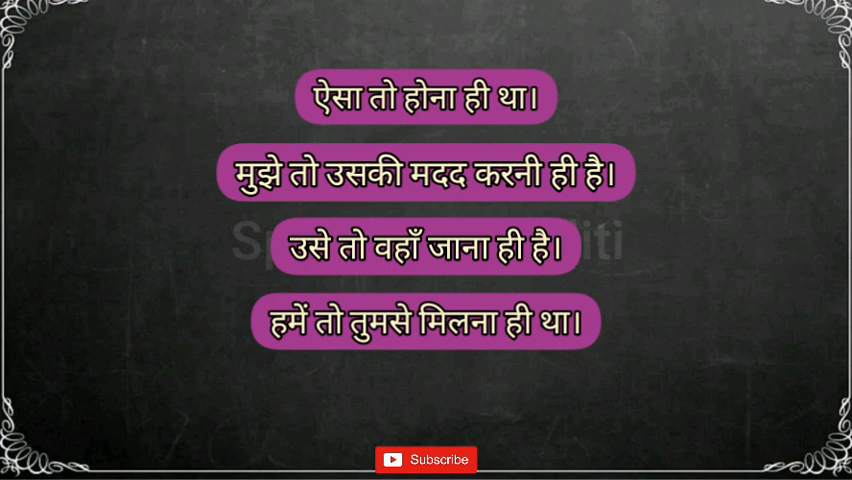 ऐसा तो होना ही था।
मुझे तो उसकी मदद करनी ही है।
उसे तो वहाँ जाना ही है।
हमें तो तुमसे मिलना ही था।
Subscribe